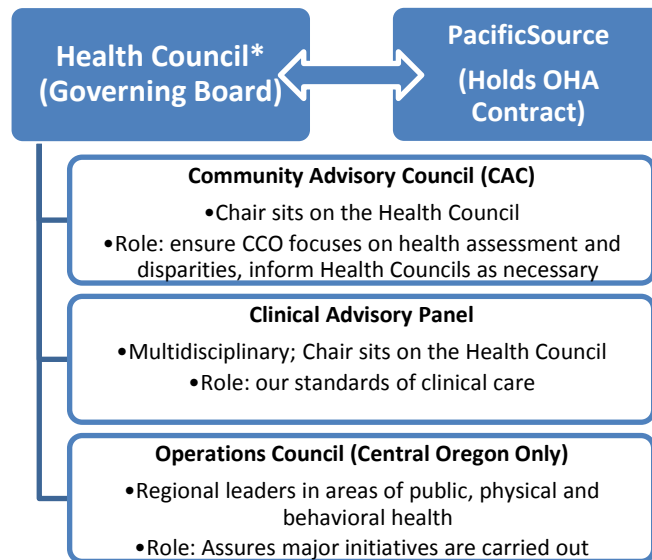 Health Council*
(Governing Board)
PacificSource
(Holds OHA
Contract)
Community Advisory Council (CAC)
•Chair sits on the Health Council
•Role: ensure CCO focuses on health assessment and
disparities, inform Health Councils as necessary
Clinical Advisory Panel
•Multidisciplinary; Chair sits on the Health Council
•Role: our standards of clinical care
Operations Council (Central Oregon Only)
•Regional leaders in areas of public, physical and
behavioral health
•Role: Assures major initiatives are carried out